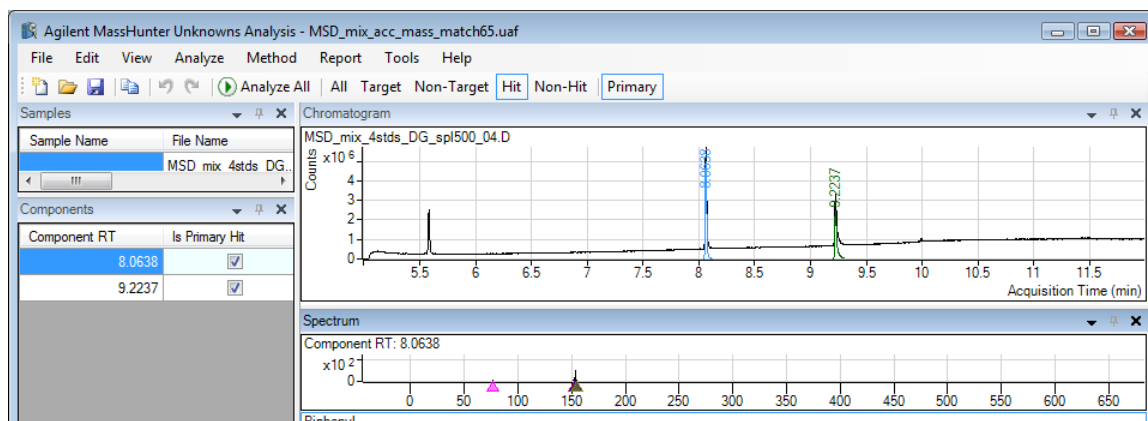 Agilent MassHunter Unknowns Analysis - MSD_mix_acc_mass_match65.uaf
File Edit View Analyze Method Report Tools Help
Analyze All All Target Non-Target Hit Non-Hit Primary
Samples
Sample Name File Name
MSD_mix_4stds_DG..
Components
Component RT Is Primary Hit
8.0638
9.2237
Chromatogram
MSD_mix_4stds_DG_spl500_04.D
Counts
x10 6
4
3
2
1
0
8.0638
9.2237
5.5 6 6.5 7 7.5 8 8.5 9 9.5 10 10.5 11 11.5
Acquisition Time (min)
Spectrum
Component RT: 8.0638
x10 2
0
0 50 100 150 200 250 300 350 400 450 500 550 600 650
Biphenyl